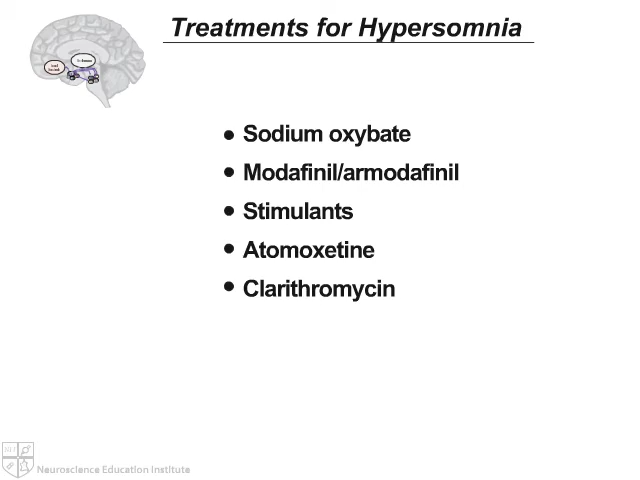 Treatments for Hypersomnia
• Sodium oxybate
• Modafinil/armodafinil
• Stimulants
• Atomoxetine
• Clarithromycin
Neuroscience Education Institute